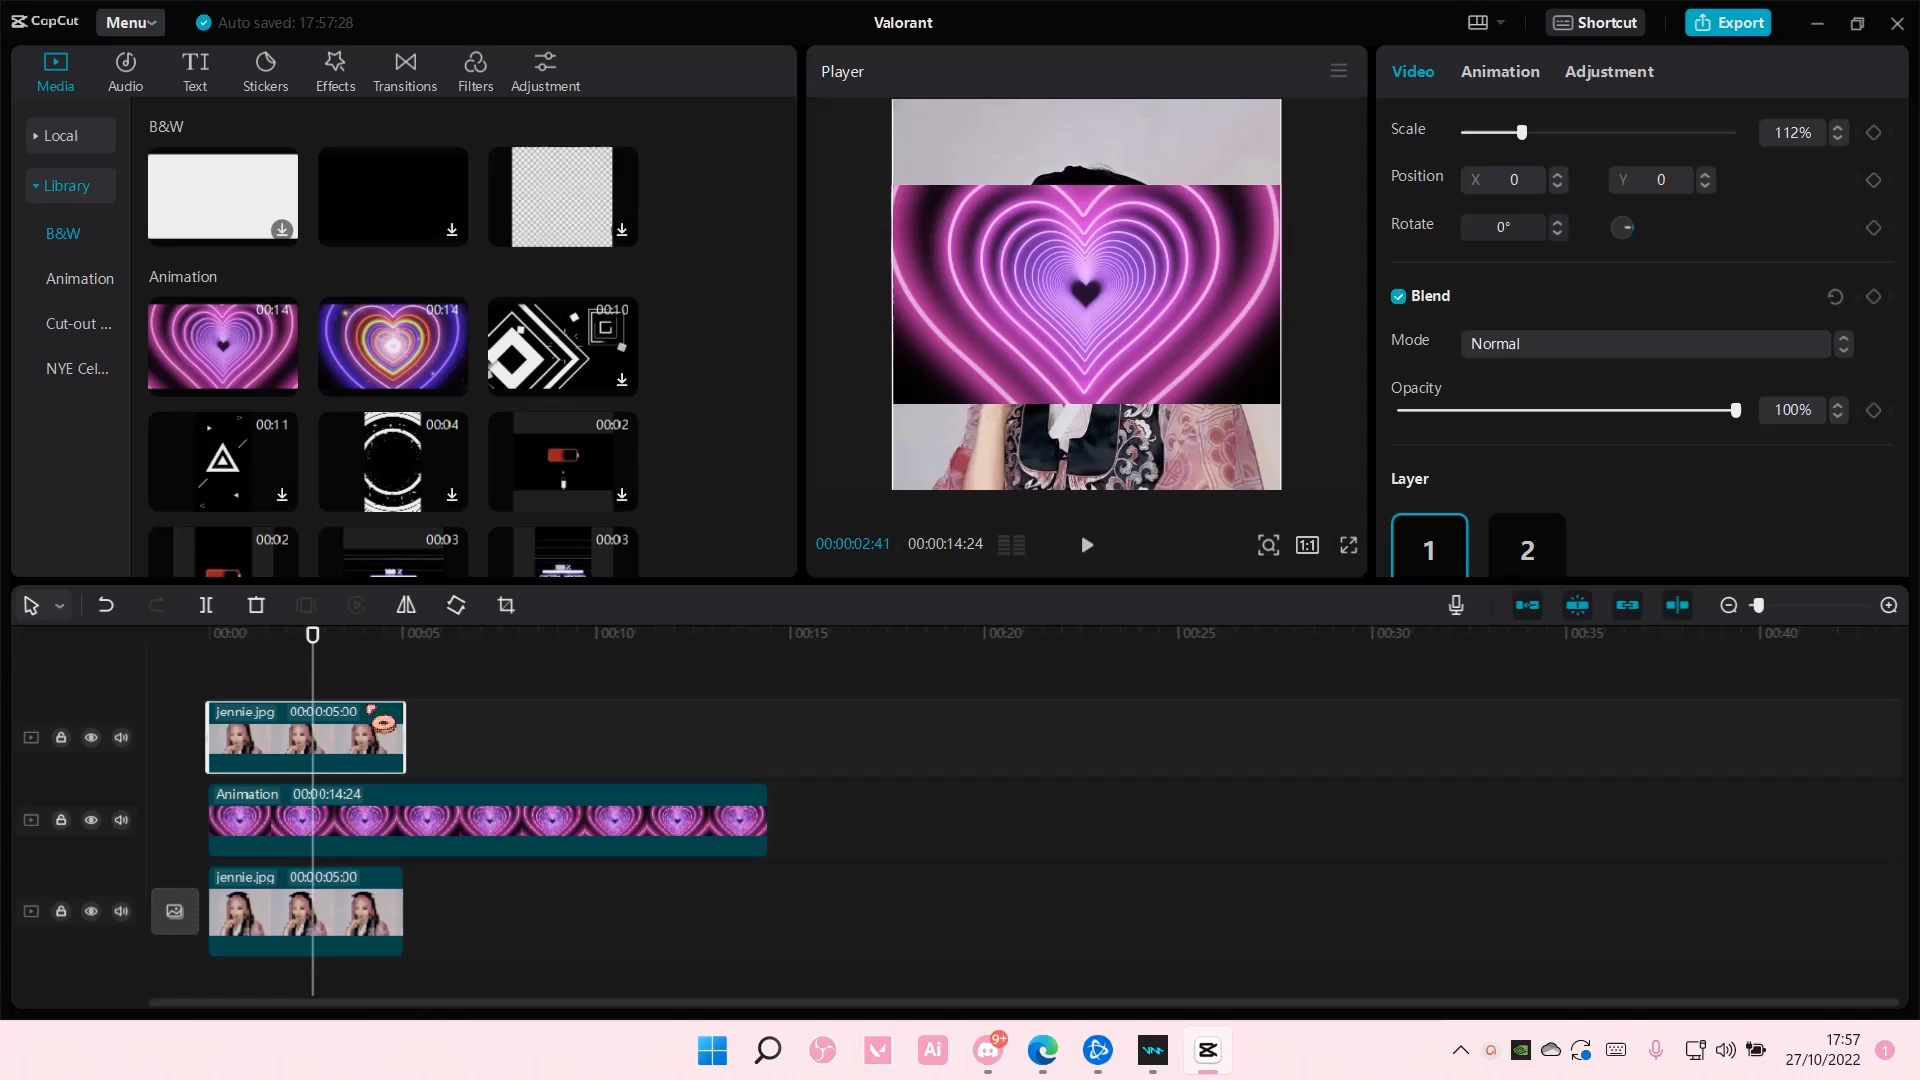 CapCut Menu Auto saved: 17:57:28 Valorant Shortcut Export
Media Audio Text Stickers Effects Transitions Filters Adjustment
Local
Library
B&W
Animation
Cut-out ...
NYE Cel...
B&W
Animation
00:14 00:14 00:10
00:11 00:04 00:02
00:02 00:03 00:03
Player
00:00:02:41 00:00:14:24
1:1
Video Animation Adjustment
Scale 112%
Position X 0 Y 0
Rotate 0°
Blend
Mode Normal
Opacity 100%
Layer
1 2
00:00 00:05 00:10 00:15 00:20 00:25 00:30 00:35 00:40
jennie.jpg 00:00:05:00
Animation 00:00:14:24
jennie.jpg 00:00:05:00
Ai 9+
17:57
27/10/2022
1